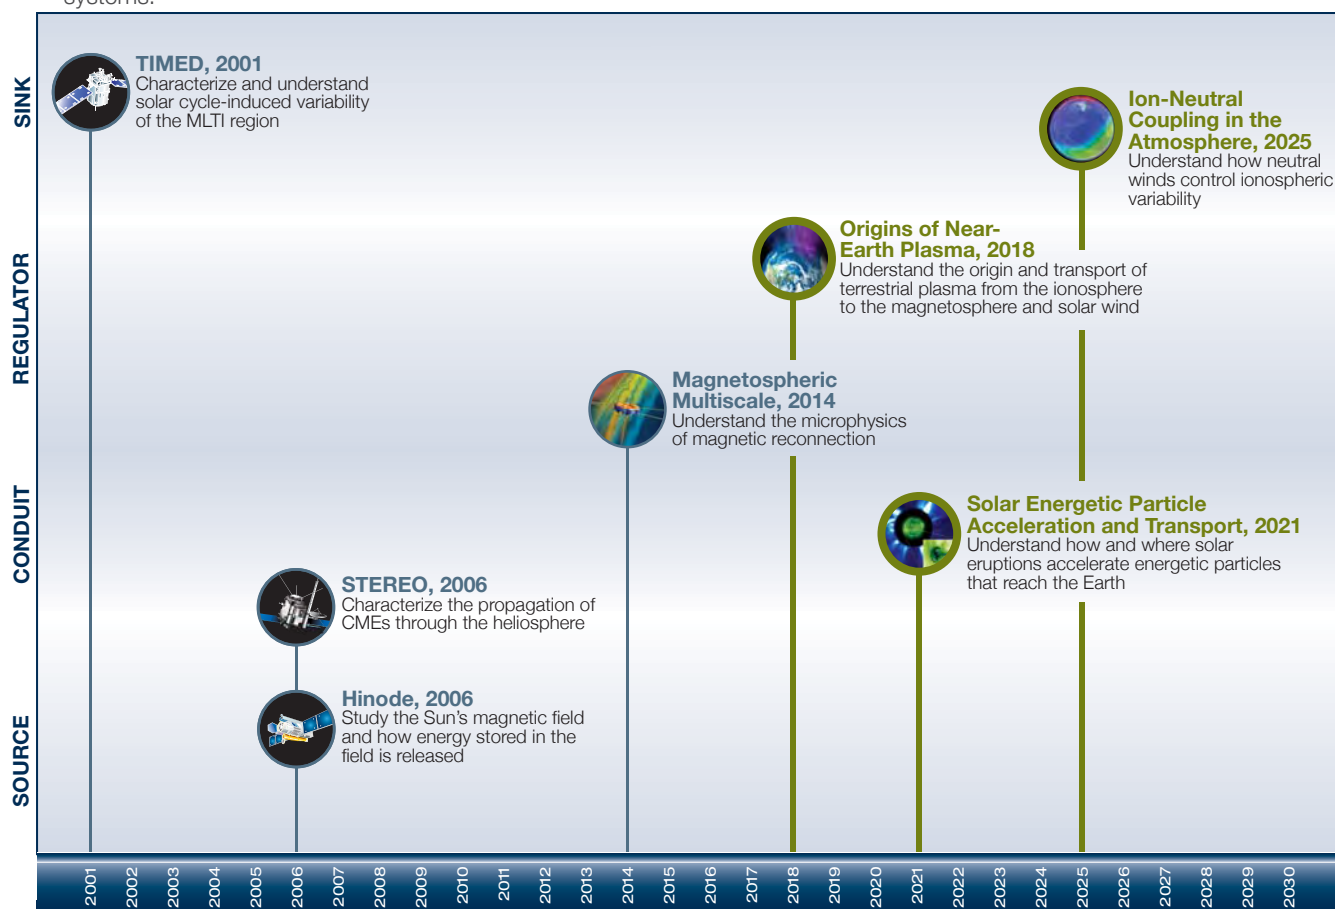 systems.
SINK
REGULATOR
CONDUIT
SOURCE
TIMED, 2001
Characterize and understand
solar cycle-induced variability
of the MLTI region
Ion-Neutral
Coupling in the
Atmosphere, 2025
Understand how neutral
winds control ionospheric
variability
Origins of Near-
Earth Plasma, 2018
Understand the origin and transport of
terrestrial plasma from the ionosphere
to the magnetosphere and solar wind
Magnetospheric
Multiscale, 2014
Understand the microphysics
of magnetic reconnection
Solar Energetic Particle
Acceleration and Transport, 2021
Understand how and where solar
eruptions accelerate energetic particles
that reach the Earth
STEREO, 2006
Characterize the propagation of
CMEs through the heliosphere
Hinode, 2006
Study the Sun's magnetic field
and how energy stored in the
field is released
2001
2002
2003
2004
2005
2006
2007
2008
2009
2010
2011
2012
2013
2014
2015
2016
2017
2018
2019
2020
2021
2022
2023
2024
2025
2026
2027
2028
2029
2030